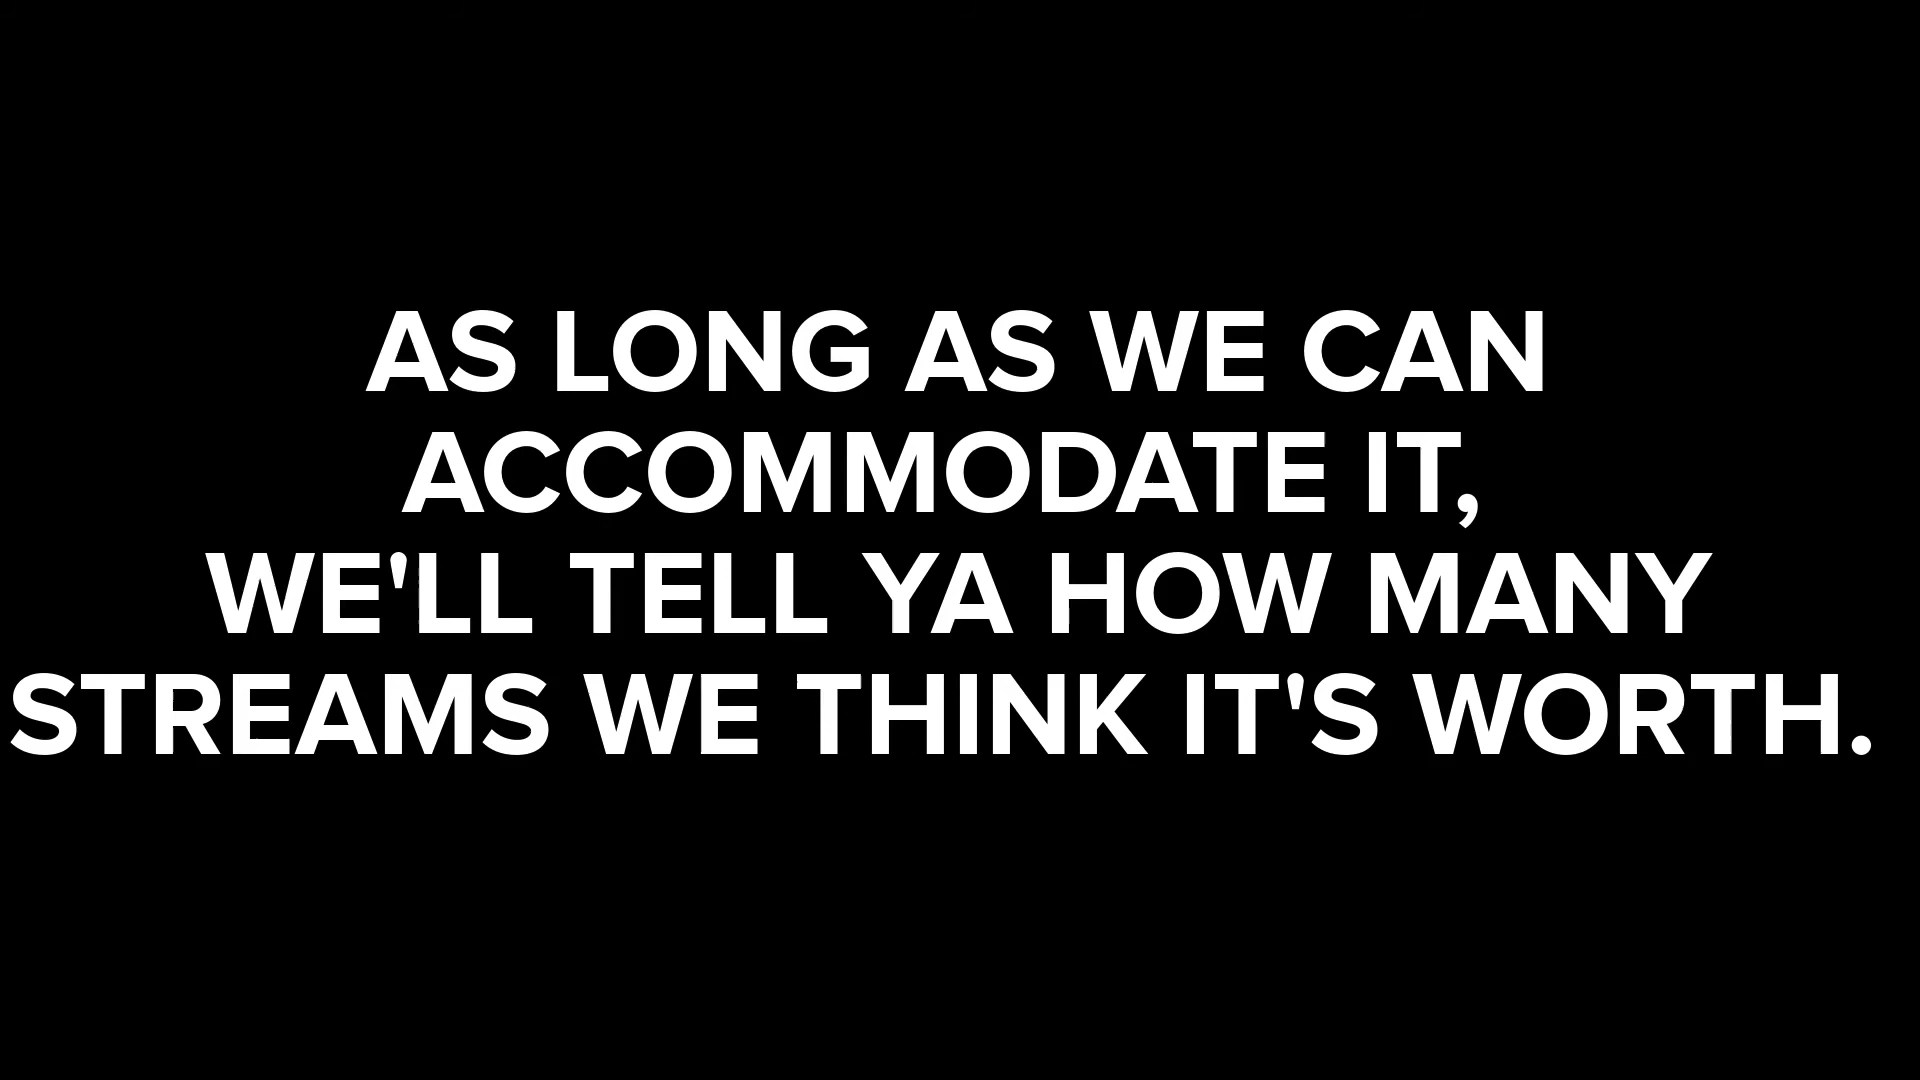 AS LONG AS WE CAN
ACCOMMODATE IT,
WE'LL TELL YA HOW MANY
STREAMS WE THINK IT'S WORTH.